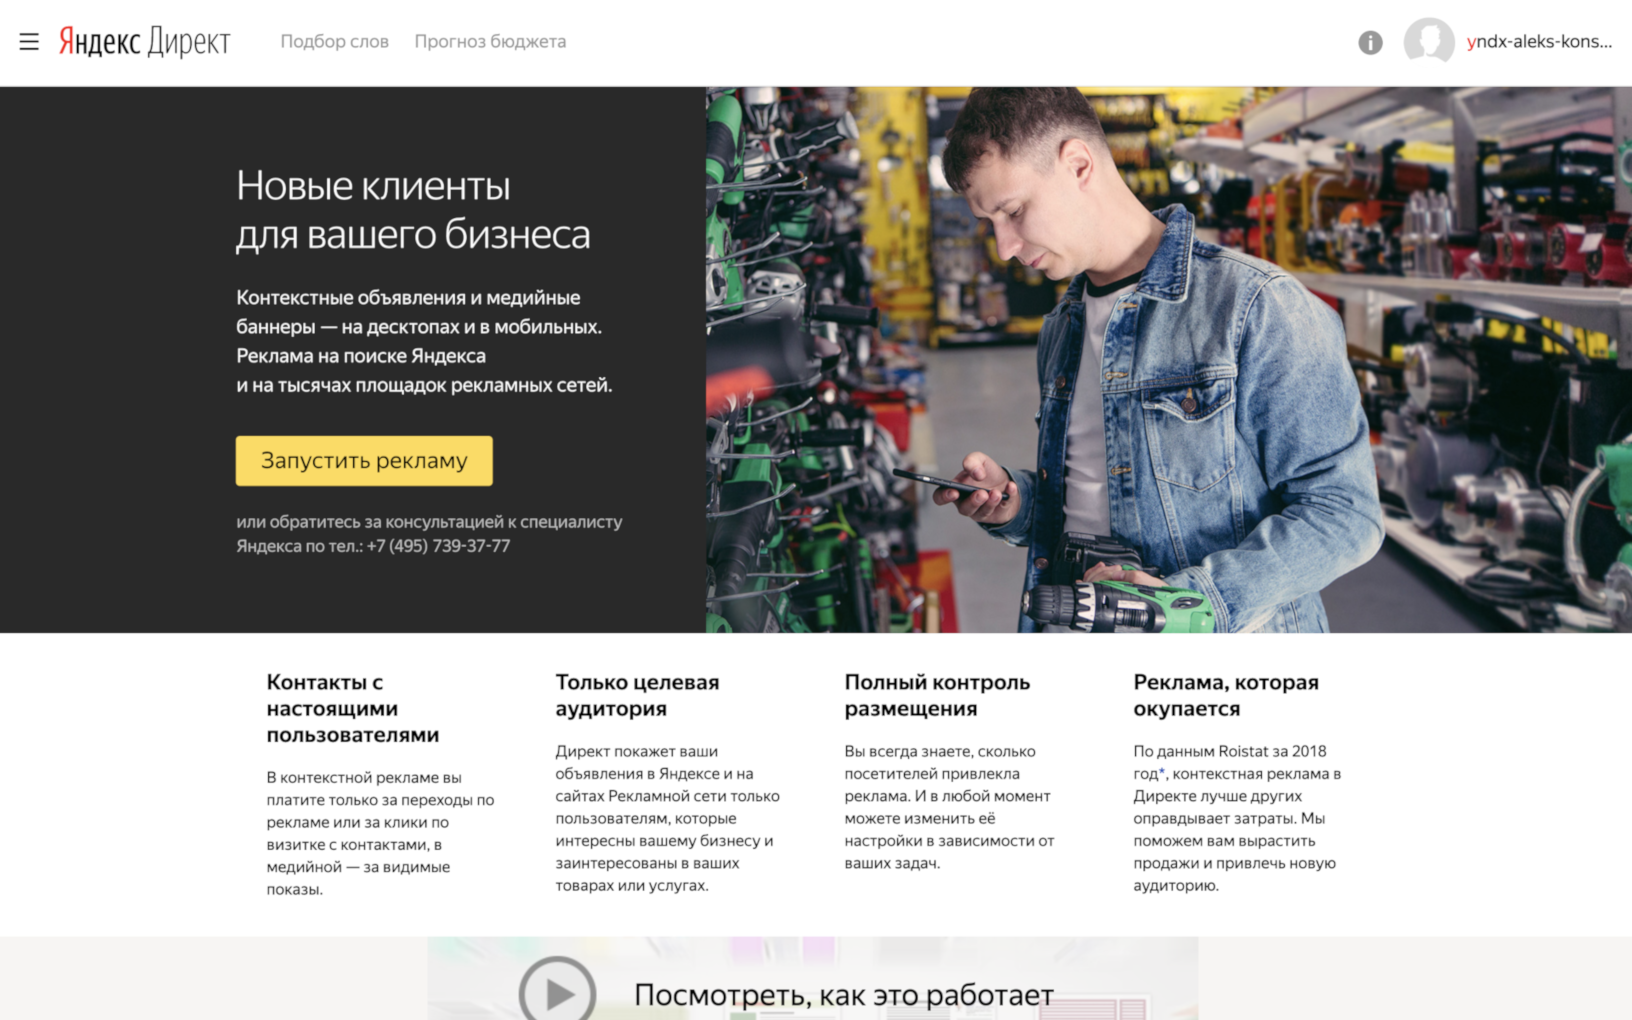 Яндекс Директ
Подбор слов
Прогноз бюджета
yndx-aleks-kons...
Новые клиенты
для вашего бизнеса
Контекстные объявления и медийные
баннеры — на десктопах и в мобильных.
Реклама на поиске Яндекса
и на тысячах площадок рекламных сетей.
Запустить рекламу
или обратитесь за консультацией к специалисту
Яндекса по тел.: +7 (495) 739-37-77
Контакты с
настоящими
пользователями
В контекстной рекламе вы
платите только за переходы по
рекламе или за клики по
визитке с контактами, в
медийной — за видимые
показы.
Только целевая
аудитория
Директ покажет ваши
объявления в Яндексе и на
сайтах Рекламной сети только
пользователям, которые
интересны вашему бизнесу и
заинтересованы в ваших
товарах или услугах.
Полный контроль
размещения
Вы всегда знаете, сколько
посетителей привлекла
реклама. И в любой момент
можете изменить её
настройки в зависимости от
ваших задач.
Реклама, которая
окупается
По данным Roistat за 2018
год*, контекстная реклама в
Директе лучше других
оправдывает затраты. Мы
поможем вам вырастить
продажи и привлечь новую
аудиторию.
Посмотреть, как это работает